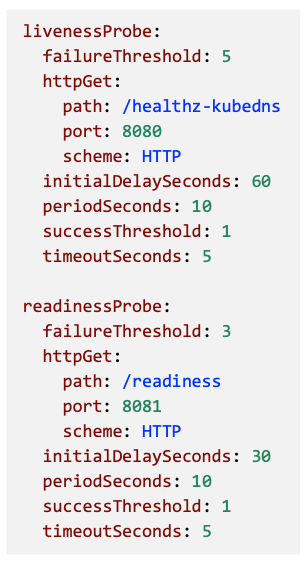 livenessProbe:
  failureThreshold: 5
  httpGet:
    path: /healthz-kubedns
    port: 8080
    scheme: HTTP
  initialDelaySeconds: 60
  periodSeconds: 10
  successThreshold: 1
  timeoutSeconds: 5

readinessProbe:
  failureThreshold: 3
  httpGet:
    path: /readiness
    port: 8081
    scheme: HTTP
  initialDelaySeconds: 30
  periodSeconds: 10
  successThreshold: 1
  timeoutSeconds: 5